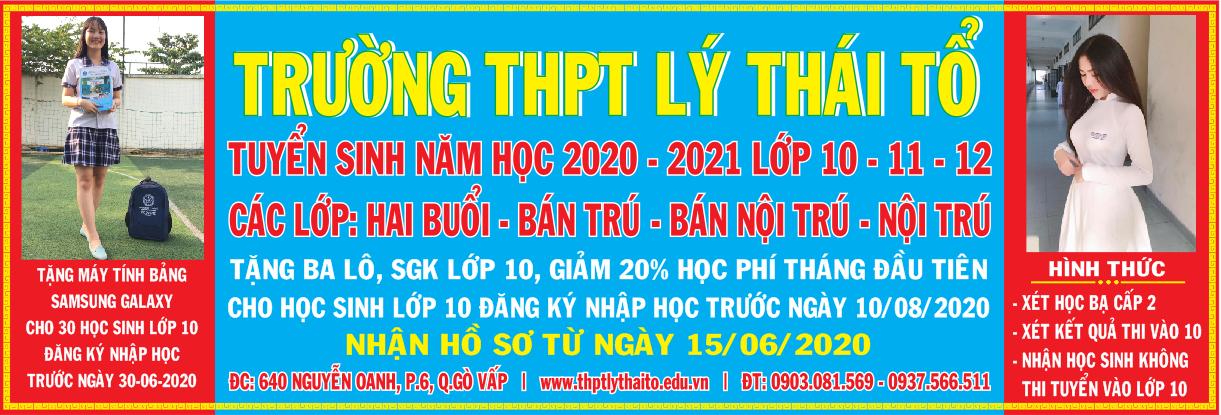 TRƯỜNG THPT LÝ THÁI TỔ
TUYỂN SINH NĂM HỌC 2020 - 2021 LỚP 10 - 11 - 12
CÁC LỚP: HAI BUỔI - BÁN TRÚ - BÁN NỘI TRÚ - NỘI TRÚ
TẶNG BA LÔ, SGK LỚP 10, GIẢM 20% HỌC PHÍ THÁNG ĐẦU TIÊN
CHO HỌC SINH LỚP 10 ĐĂNG KÝ NHẬP HỌC TRƯỚC NGÀY 10/08/2020
NHẬN HỒ SƠ TỪ NGÀY 15/06/2020
ĐC: 640 NGUYỄN OANH, P.6, Q.GÒ VẤP | www.thptlythaito.edu.vn | ĐT: 0903.081.569 - 0937.566.511
TẶNG MÁY TÍNH BẢNG
SAMSUNG GALAXY
CHO 30 HỌC SINH LỚP 10
ĐĂNG KÝ NHẬP HỌC
TRƯỚC NGÀY 30-06-2020
HÌNH THỨC
- XÉT HỌC BẠ CẤP 2
- XÉT KẾT QUẢ THI VÀO 10
- NHẬN HỌC SINH KHÔNG
THI TUYỂN VÀO LỚP 10